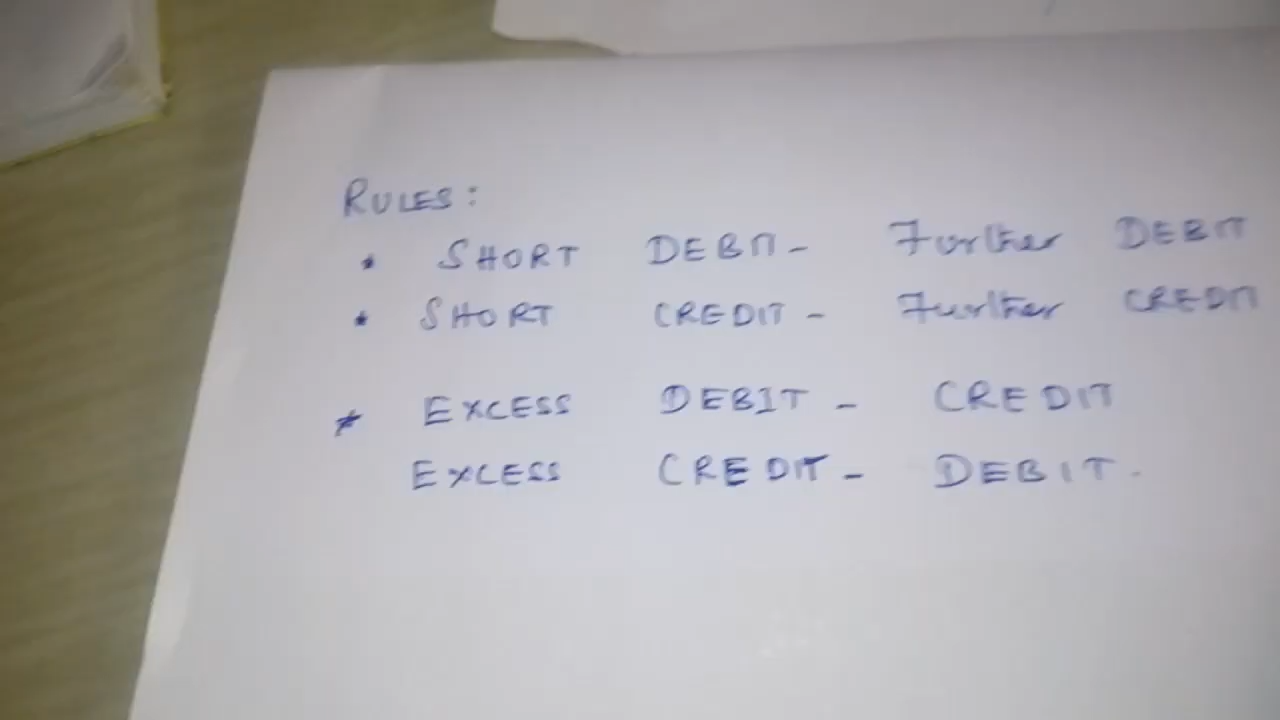 RULES:
* SHORT DEBIT - Further DEBIT
* SHORT CREDIT - Further CREDIT
* EXCESS DEBIT - CREDIT
EXCESS CREDIT - DEBIT.